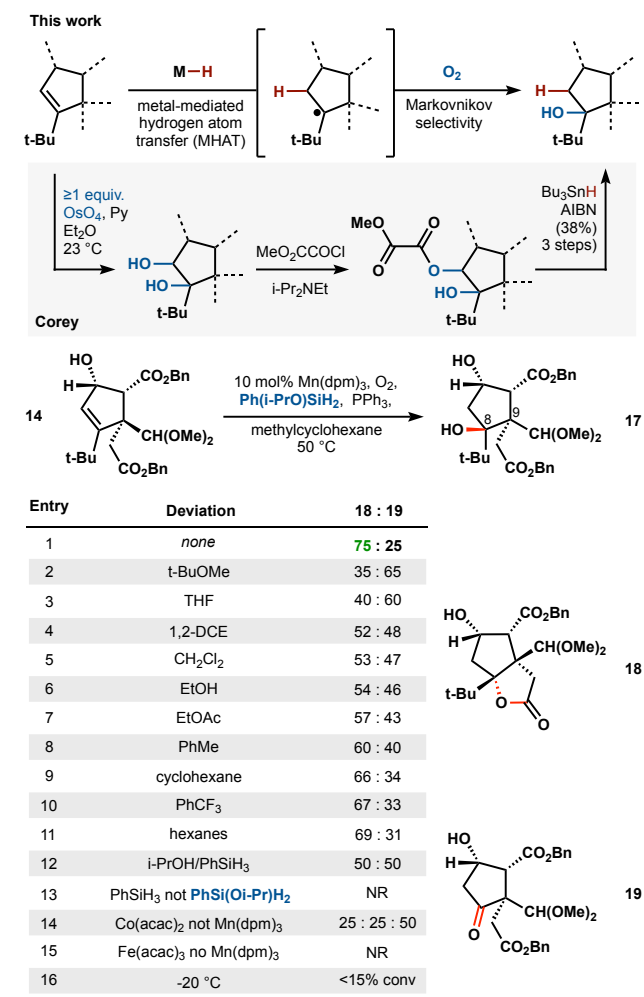 This work
M–H
metal-mediated
hydrogen atom
transfer (MHAT)
H
t-Bu
t-Bu
O2
Markovnikov
selectivity
H
HO
t-Bu
≥1 equiv.
OsO4, Py
Et2O
23 °C
HO
HO
t-Bu
MeO2CCOCl
i-Pr2NEt
MeO
O
O
O
HO
t-Bu
Bu3SnH
AIBN
(38%)
3 steps)
Corey
14
HO
H
CO2Bn
CH(OMe)2
t-Bu
CO2Bn
10 mol% Mn(dpm)3, O2,
Ph(i-PrO)SiH2, PPh3,
methylcyclohexane
50 °C
HO
H
CO2Bn
8
9
HO
CH(OMe)2
t-Bu
CO2Bn
17
Entry Deviation 18 : 19
1 none 75 : 25
2 t-BuOMe 35 : 65
3 THF 40 : 60
4 1,2-DCE 52 : 48
5 CH2Cl2 53 : 47
6 EtOH 54 : 46
7 EtOAc 57 : 43
8 PhMe 60 : 40
9 cyclohexane 66 : 34
10 PhCF3 67 : 33
11 hexanes 69 : 31
12 i-PrOH/PhSiH3 50 : 50
13 PhSiH3 not PhSi(Oi-Pr)H2 NR
14 Co(acac)2 not Mn(dpm)3 25 : 25 : 50
15 Fe(acac)3 no Mn(dpm)3 NR
16 -20 °C <15% conv
HO
H
CO2Bn
CH(OMe)2
t-Bu
O
O
18
HO
H
CO2Bn
CH(OMe)2
O
CO2Bn
19